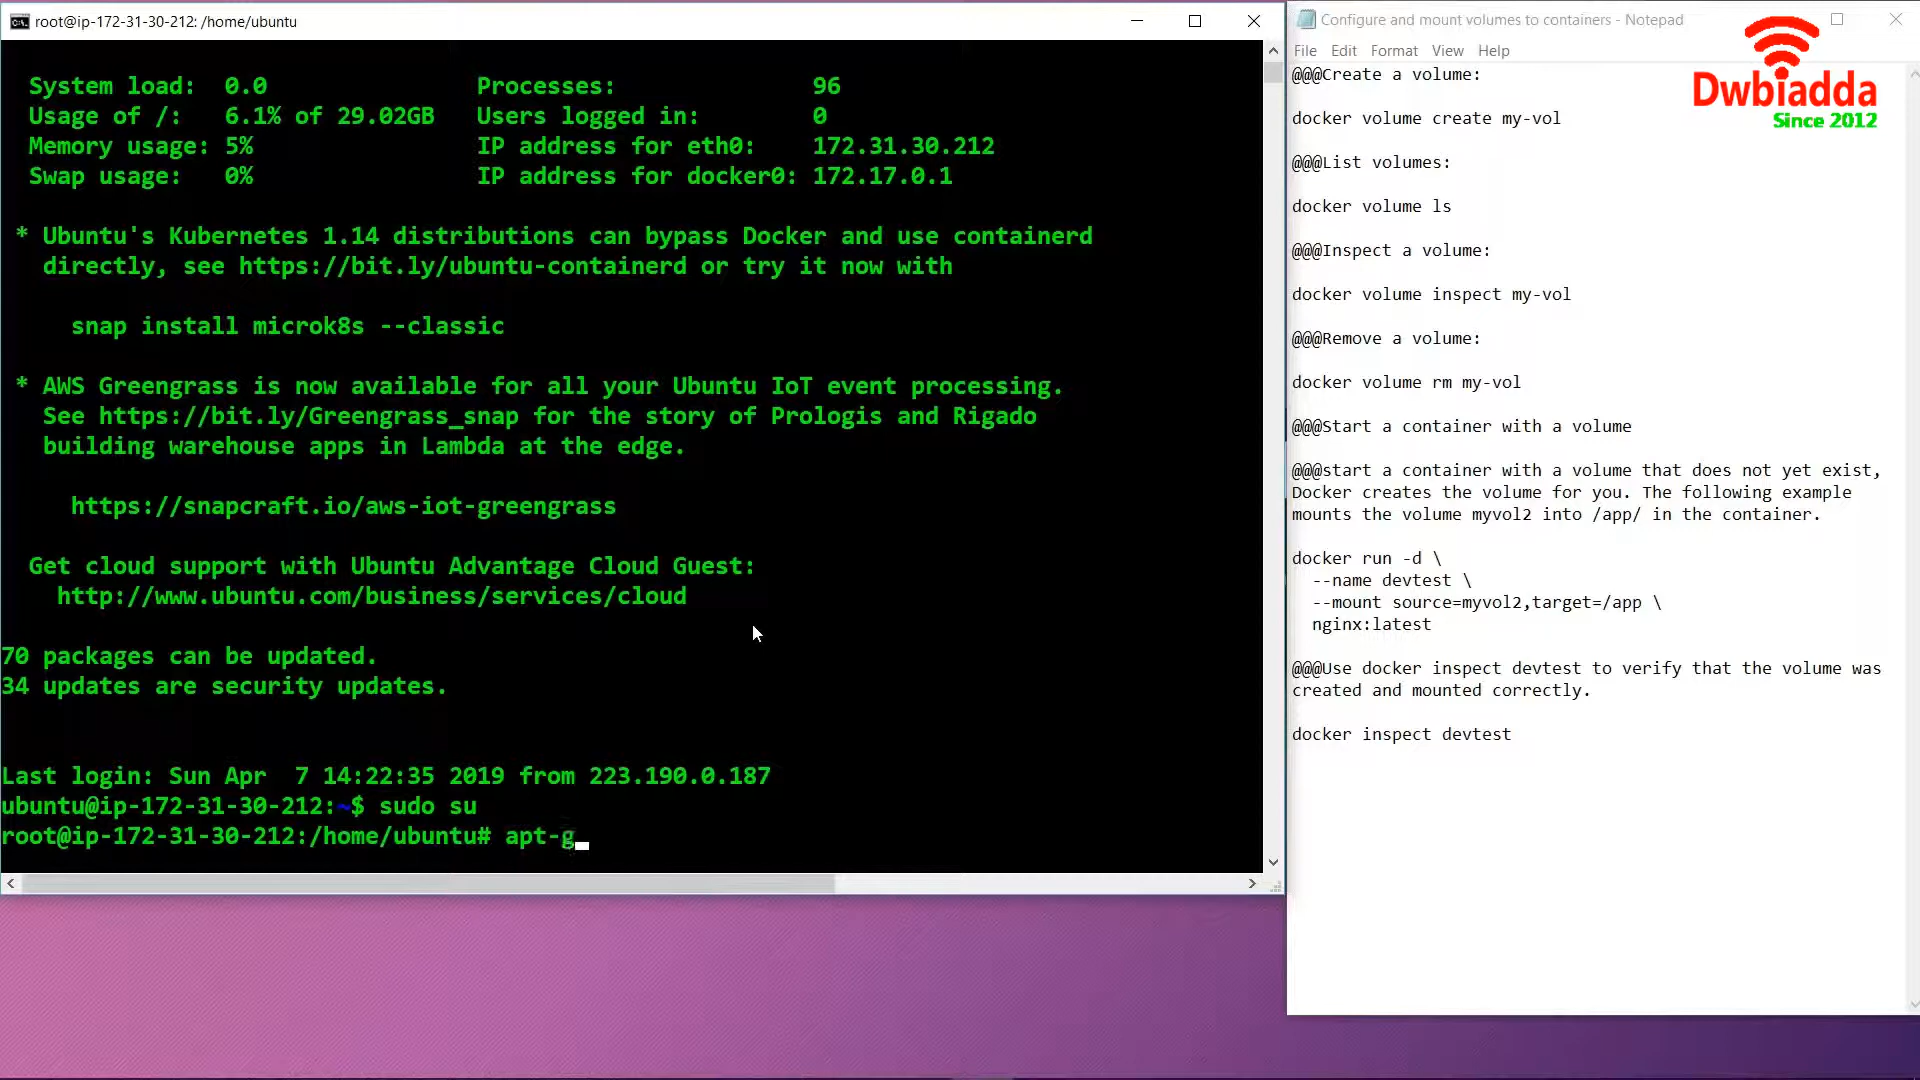 root@ip-172-31-30-212: /home/ubuntu
System load: 0.0 Processes: 96
Usage of /: 6.1% of 29.02GB Users logged in: 0
Memory usage: 5% IP address for eth0: 172.31.30.212
Swap usage: 0% IP address for docker0: 172.17.0.1
* Ubuntu's Kubernetes 1.14 distributions can bypass Docker and use containerd
directly, see https://bit.ly/ubuntu-containerd or try it now with
snap install microk8s --classic
* AWS Greengrass is now available for all your Ubuntu IoT event processing.
See https://bit.ly/Greengrass_snap for the story of Prologis and Rigado
building warehouse apps in Lambda at the edge.
https://snapcraft.io/aws-iot-greengrass
Get cloud support with Ubuntu Advantage Cloud Guest:
http://www.ubuntu.com/business/services/cloud
70 packages can be updated.
34 updates are security updates.
Last login: Sun Apr  7 14:22:35 2019 from 223.190.0.187
ubuntu@ip-172-31-30-212:~$ sudo su
root@ip-172-31-30-212:/home/ubuntu# apt-g
Configure and mount volumes to containers - Notepad
File Edit Format View Help
@@@Create a volume:
docker volume create my-vol
@@@List volumes:
docker volume ls
@@@Inspect a volume:
docker volume inspect my-vol
@@@Remove a volume:
docker volume rm my-vol
@@@Start a container with a volume
@@@start a container with a volume that does not yet exist,
Docker creates the volume for you. The following example
mounts the volume myvol2 into /app/ in the container.
docker run -d \
--name devtest \
--mount source=myvol2,target=/app \
nginx:latest
@@@Use docker inspect devtest to verify that the volume was
created and mounted correctly.
docker inspect devtest
Dwbiadda
Since 2012